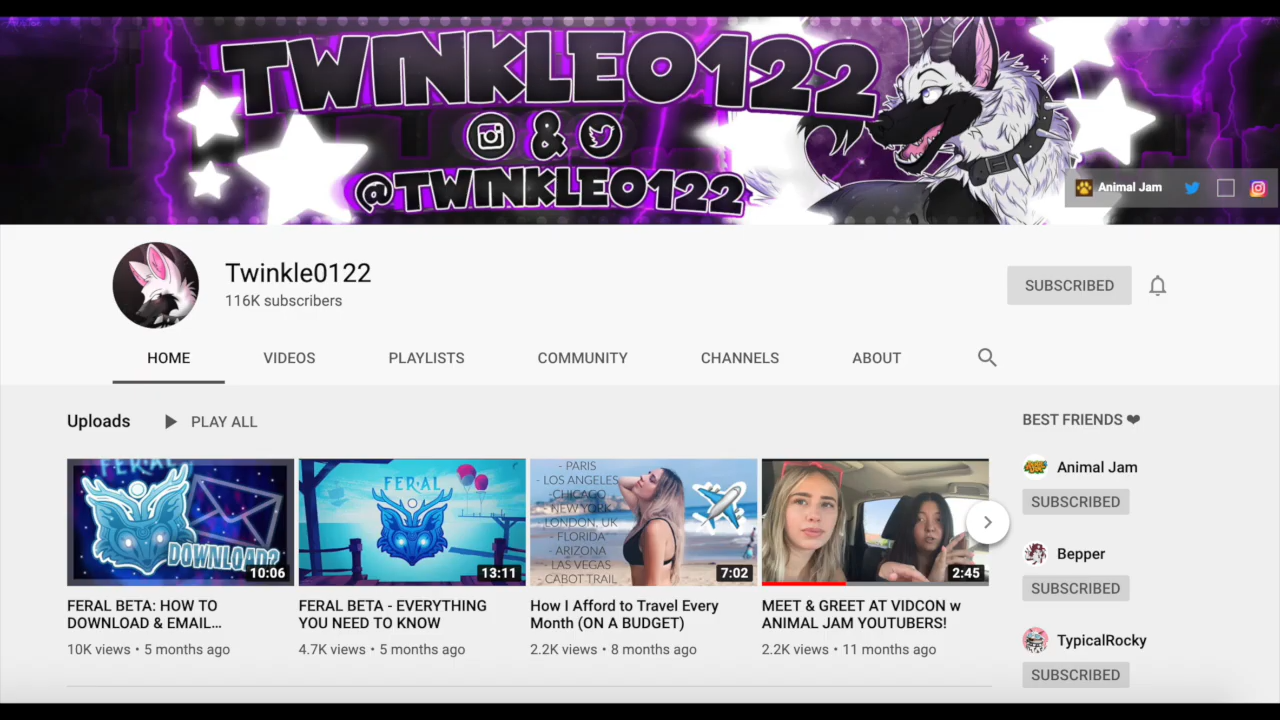 TWINKLE0122
&
@TWINKLE0122
Animal Jam
Twinkle0122
116K subscribers
SUBSCRIBED
HOME
VIDEOS
PLAYLISTS
COMMUNITY
CHANNELS
ABOUT
Uploads
PLAY ALL
FERAL
DOWNLOAD?
10:06
FERAL BETA: HOW TO
DOWNLOAD & EMAIL…
10K views • 5 months ago
FER.AL
13:11
FERAL BETA - EVERYTHING
YOU NEED TO KNOW
4.7K views • 5 months ago
- PARIS
- LOS ANGELES
- CHICAGO
- NEW YORK
- LONDON, UK
- FLORIDA
- ARIZONA
- LAS VEGAS
- CABOT TRAIL
7:02
How I Afford to Travel Every
Month (ON A BUDGET)
2.2K views • 8 months ago
2:45
MEET & GREET AT VIDCON w
ANIMAL JAM YOUTUBERS!
2.2K views • 11 months ago
BEST FRIENDS ❤
Animal Jam
SUBSCRIBED
Bepper
SUBSCRIBED
TypicalRocky
SUBSCRIBED